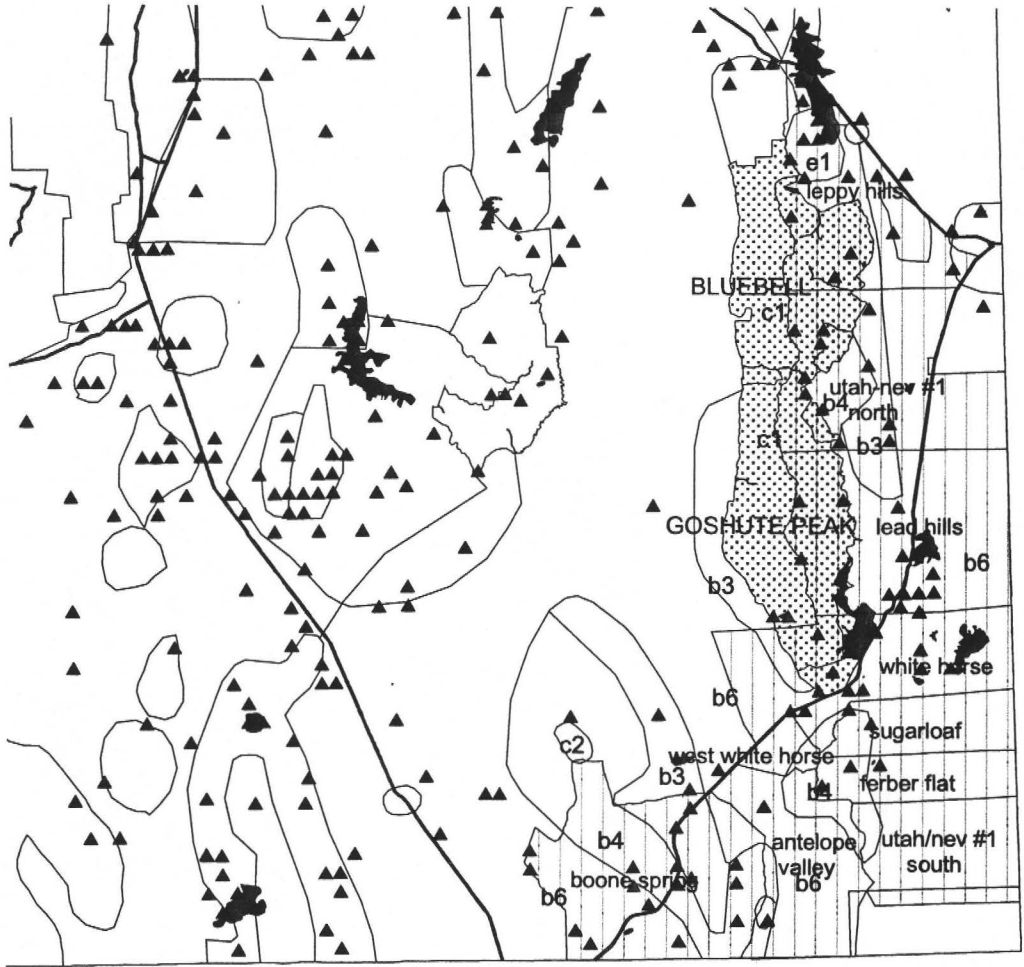 e1
leppy hills
BLUEBELL
c1
utah-nev #1
north
b4
c1
b3
GOSHUTE PEAK
lead hills
b6
b3
white horse
b6
sugarloaf
c2
west white horse
b3
b4
ferber flat
b4
antelope
valley
utah/nev #1
south
boone spring
b6
b6